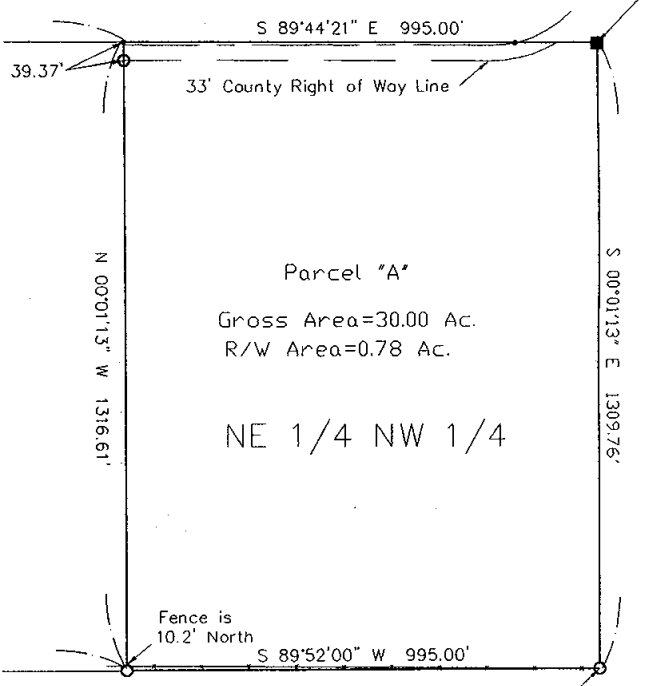 S 89°44'21" E 995.00'
39.37'
33' County Right of Way Line
N 00°01'13" W 1316.61'
S 00°01'13" E 1309.76'
Parcel "A"
Gross Area=30.00 Ac.
R/W Area=0.78 Ac.
NE 1/4 NW 1/4
Fence is
10.2' North
S 89°52'00" W 995.00'